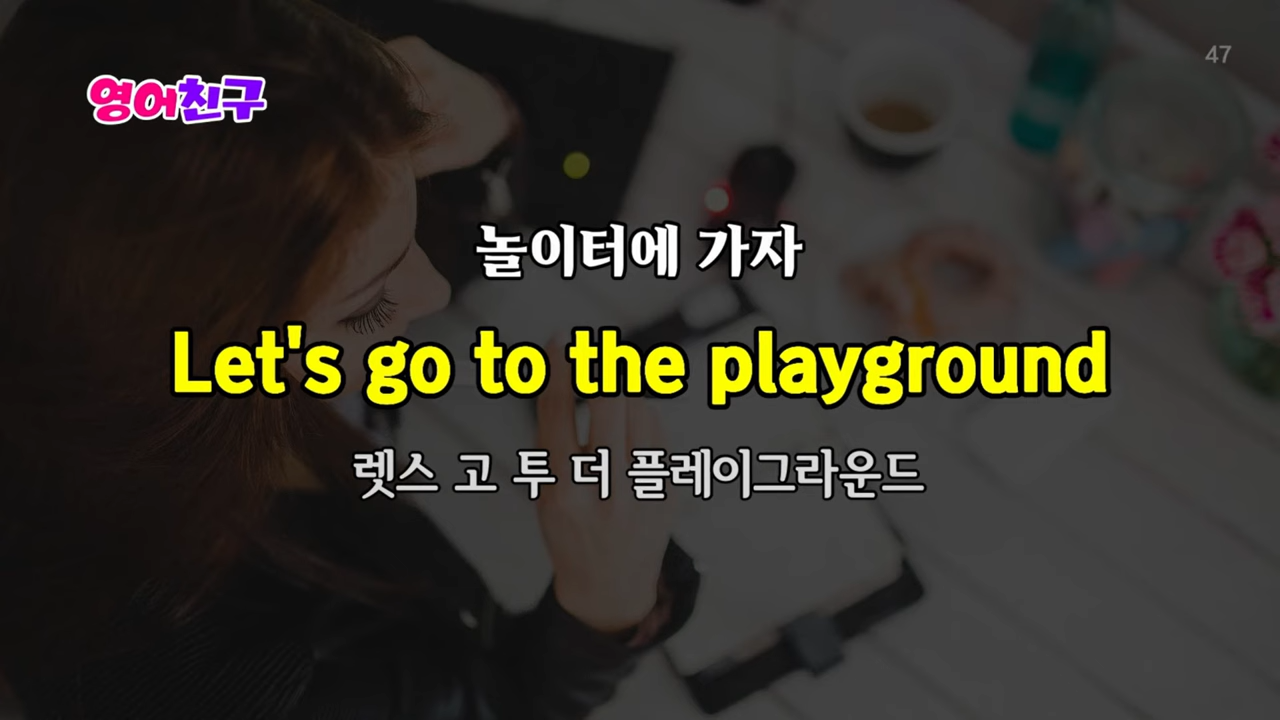 47
영어친구
놀이터에 가자
Let's go to the playground
렛스 고 투 더 플레이그라운드